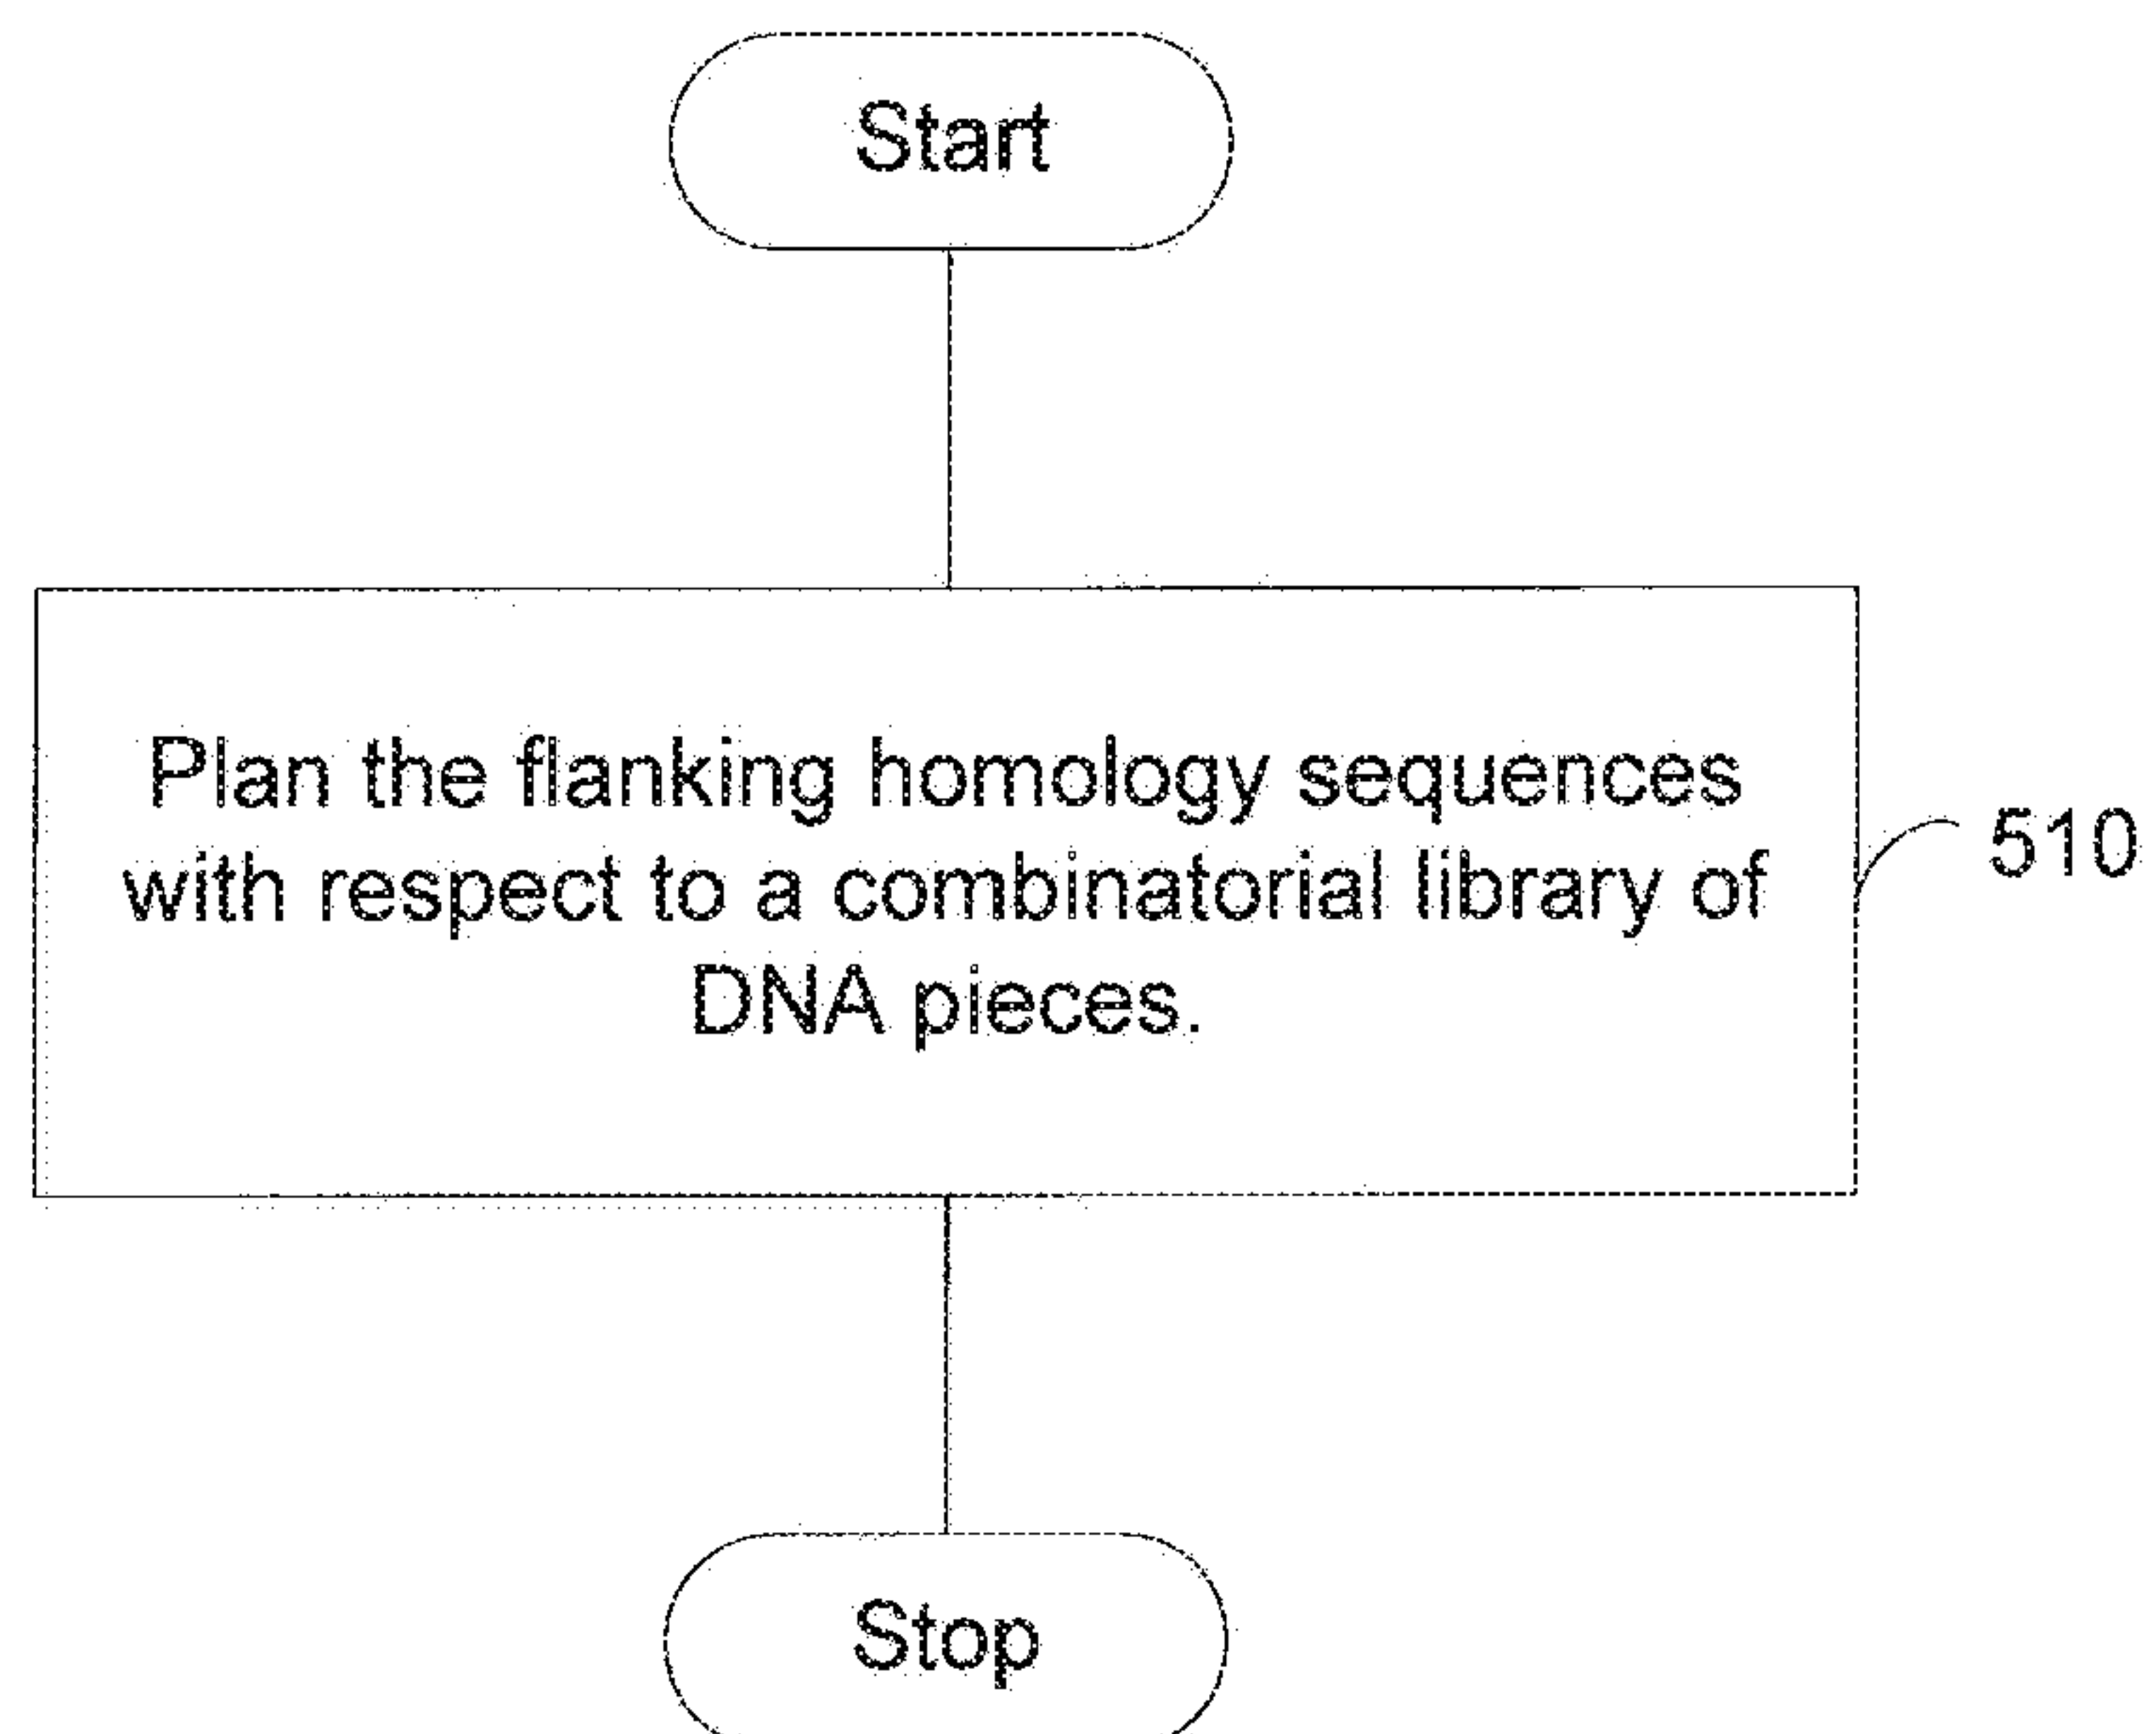 Start
Plan the flanking homology sequences
with respect to a combinatorial library of
DNA pieces.
510
Stop